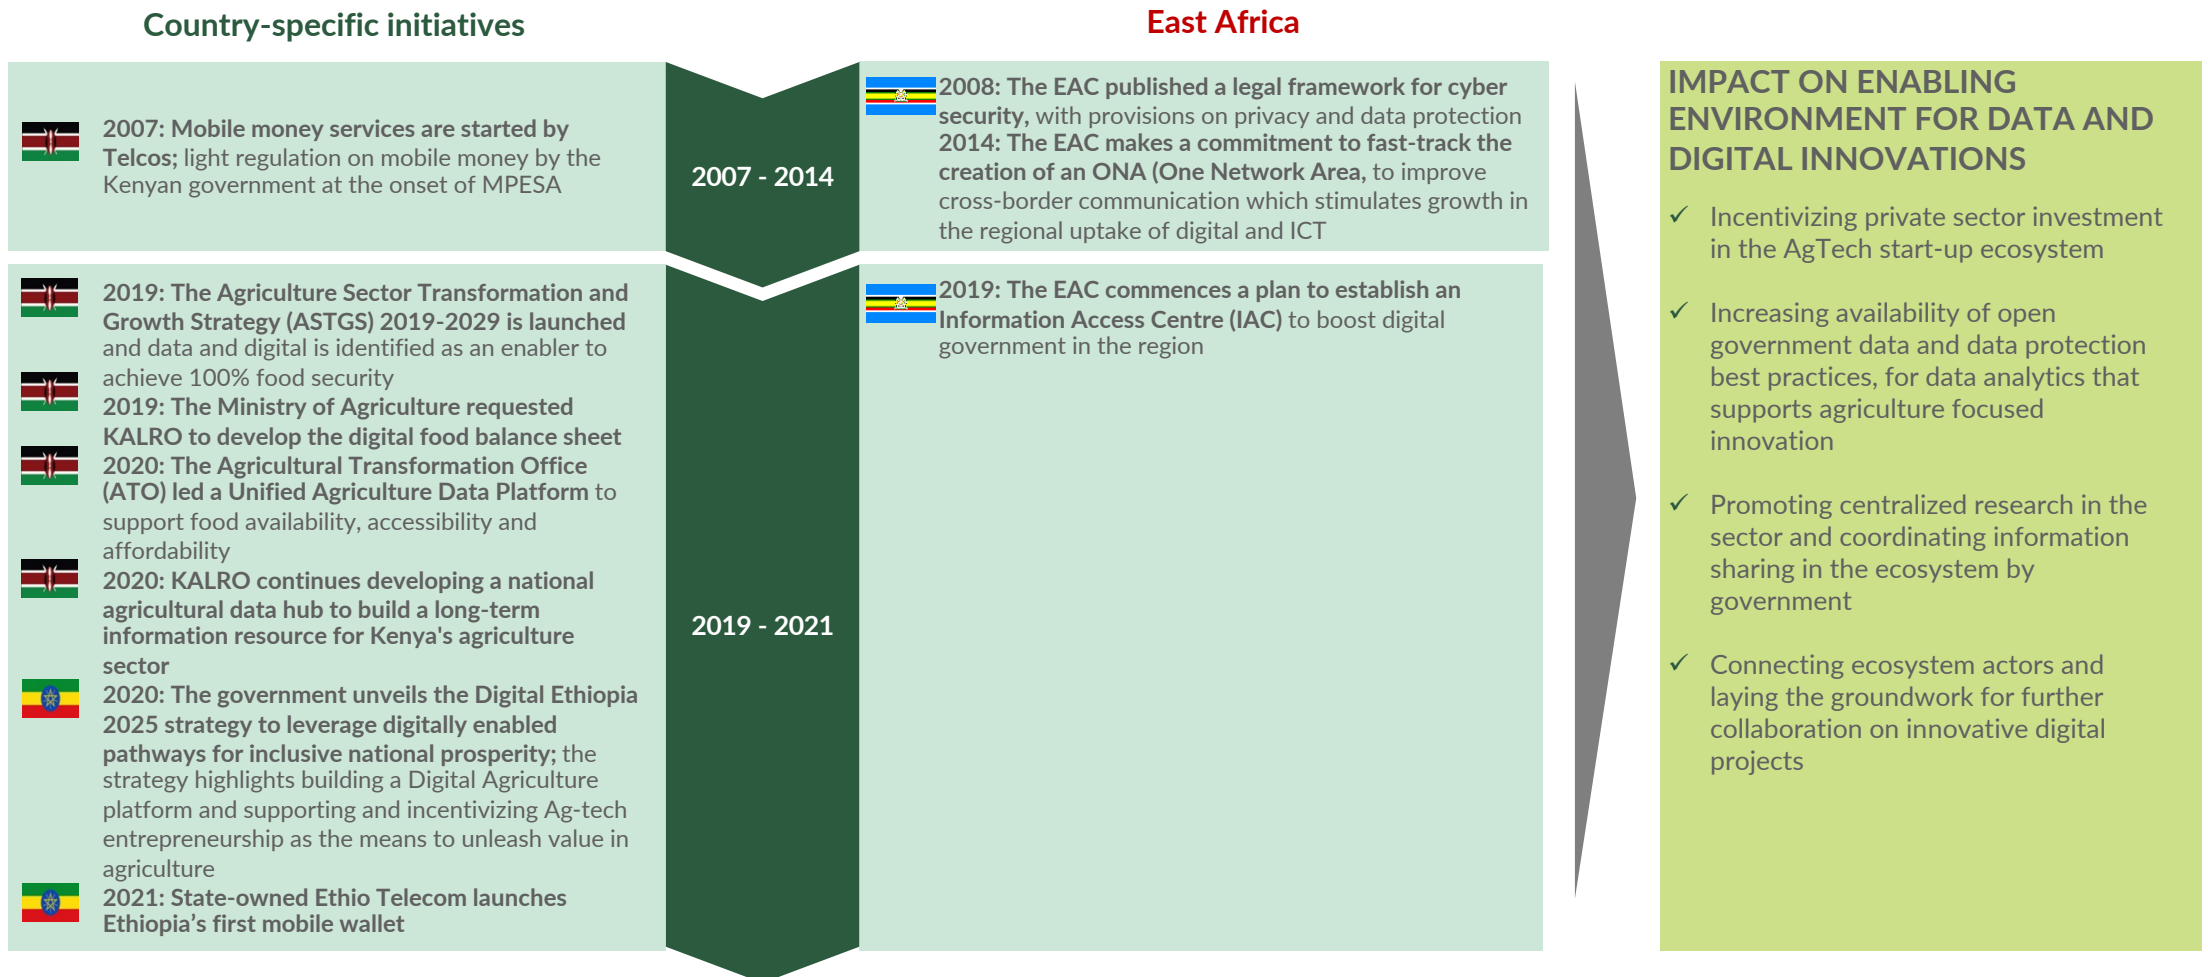 Country-specific initiatives
East Africa
2007: Mobile money services are started by
Telcos; light regulation on mobile money by the
Kenyan government at the onset of MPESA
2007 - 2014
2008: The EAC published a legal framework for cyber
security, with provisions on privacy and data protection
2014: The EAC makes a commitment to fast-track the
creation of an ONA (One Network Area, to improve
cross-border communication which stimulates growth in
the regional uptake of digital and ICT
2019: The Agriculture Sector Transformation and
Growth Strategy (ASTGS) 2019-2029 is launched
and data and digital is identified as an enabler to
achieve 100% food security
2019: The Ministry of Agriculture requested
KALRO to develop the digital food balance sheet
2020: The Agricultural Transformation Office
(ATO) led a Unified Agriculture Data Platform to
support food availability, accessibility and
affordability
2020: KALRO continues developing a national
agricultural data hub to build a long-term
information resource for Kenya's agriculture
sector
2020: The government unveils the Digital Ethiopia
2025 strategy to leverage digitally enabled
pathways for inclusive national prosperity; the
strategy highlights building a Digital Agriculture
platform and supporting and incentivizing Ag-tech
entrepreneurship as the means to unleash value in
agriculture
2021: State-owned Ethio Telecom launches
Ethiopia’s first mobile wallet
2019 - 2021
2019: The EAC commences a plan to establish an
Information Access Centre (IAC) to boost digital
government in the region
IMPACT ON ENABLING
ENVIRONMENT FOR DATA AND
DIGITAL INNOVATIONS
✓ Incentivizing private sector investment
in the AgTech start-up ecosystem
✓ Increasing availability of open
government data and data protection
best practices, for data analytics that
supports agriculture focused
innovation
✓ Promoting centralized research in the
sector and coordinating information
sharing in the ecosystem by
government
✓ Connecting ecosystem actors and
laying the groundwork for further
collaboration on innovative digital
projects